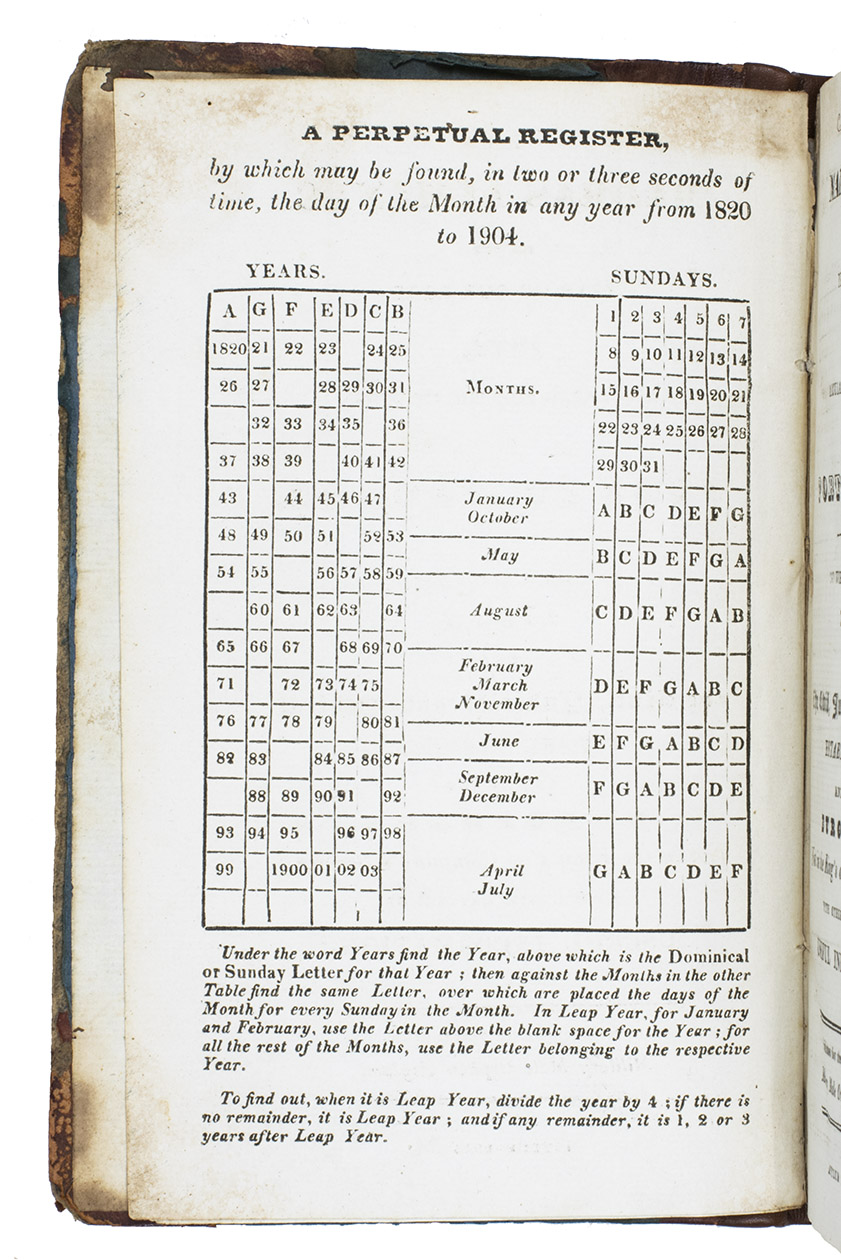 A PERPETUAL REGISTER,
by which may be found, in two or three seconds of
time, the day of the Month in any year from 1820
to 1904.
YEARS. SUNDAYS.
A G F E D C B 1 2 3 4 5 6 7
1820 21 22 23 24 25 8 9 10 11 12 13 14
26 27 28 29 30 31 MONTHS. 15 16 17 18 19 20 21
32 33 34 35 36 22 23 24 25 26 27 28
37 38 39 40 41 42 29 30 31
43 44 45 46 47 January
October A B C D E F G
48 49 50 51 52 53
May B C D E F G A
54 55 56 57 58 59
60 61 62 63 64 August C D E F G A B
65 66 67 68 69 70
February
71 72 73 74 75 March D E F G A B C
November
76 77 78 79 80 81
June E F G A B C D
82 83 84 85 86 87
September
88 89 90 91 92 December F G A B C D E
93 94 95 96 97 98
99 1900 01 02 03 April G A B C D E F
July
Under the word Years find the Year, above which is the Dominical
or Sunday Letter for that Year ; then against the Months in the other
Table find the same Letter, over which are placed the days of the
Month for every Sunday in the Month. In Leap Year, for January
and February, use the Letter above the blank space for the Year ; for
all the rest of the Months, use the Letter belonging to the respective
Year.
To find out, when it is Leap Year, divide the year by 4 ; if there is
no remainder, it is Leap Year ; and if any remainder, it is 1, 2 or 3
years after Leap Year.